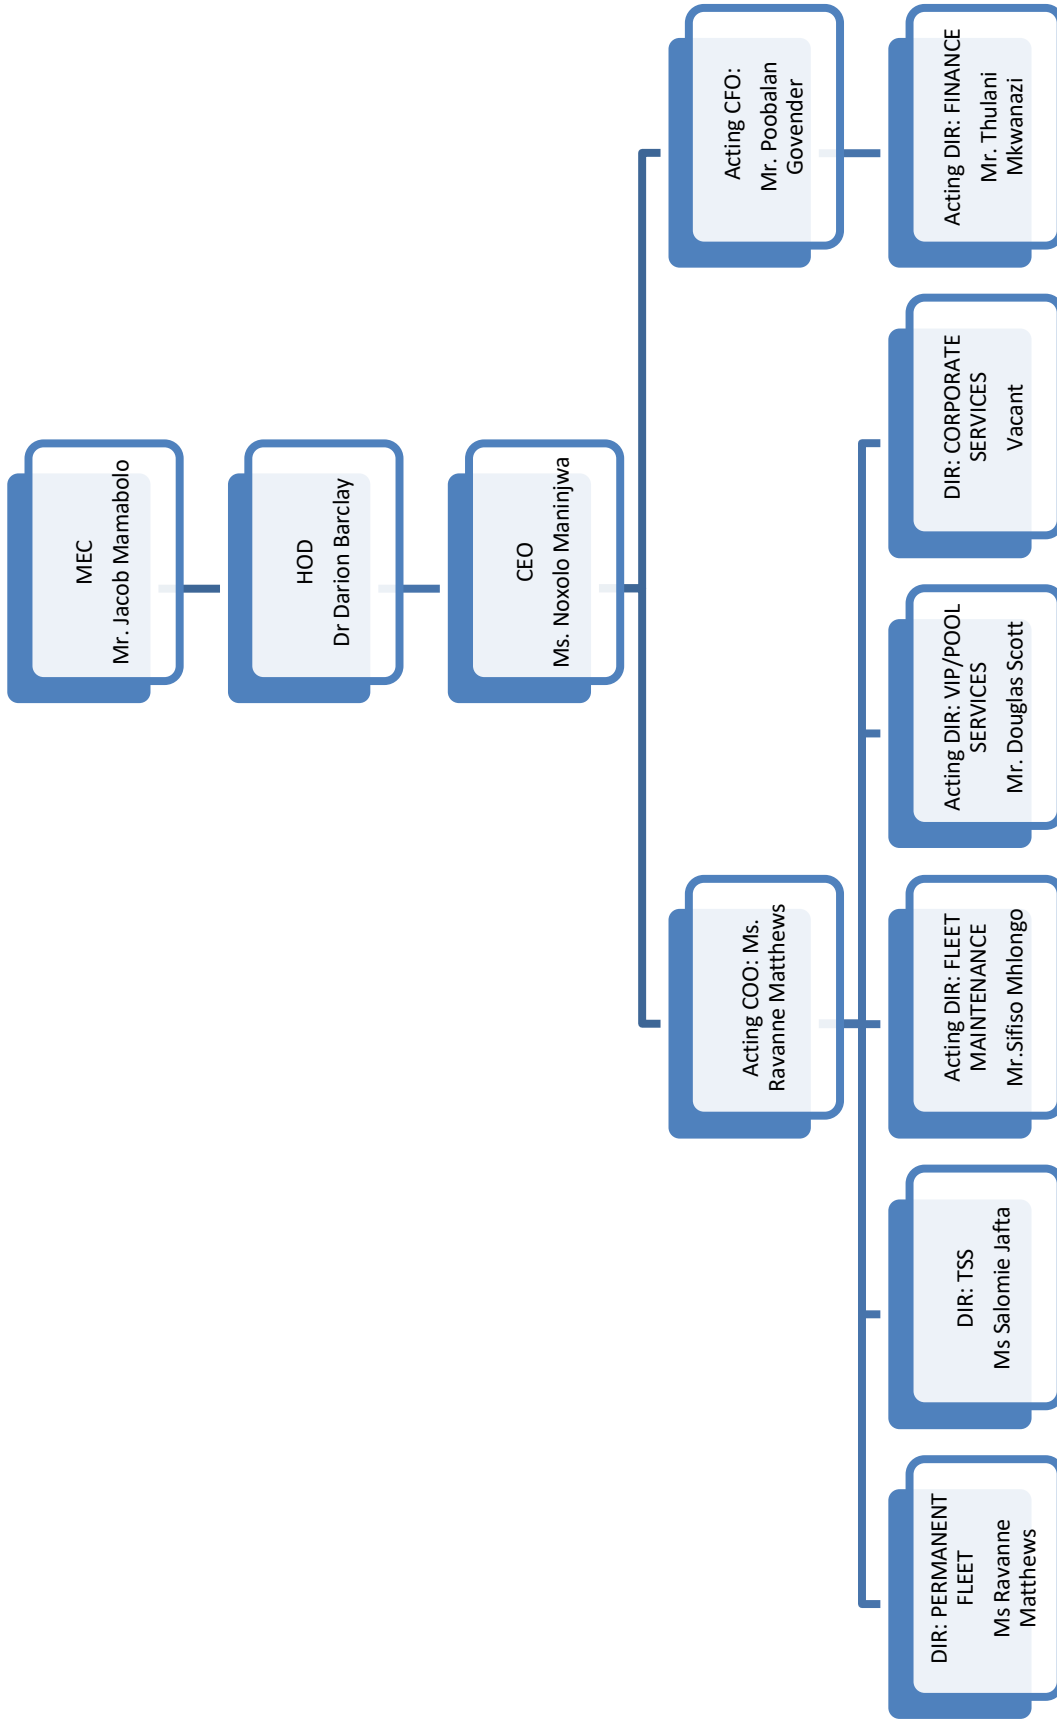 MEC
Mr. Jacob Mamabolo
HOD
Dr Darion Barclay
CEO
Ms. Noxolo Maninjwa
Acting COO: Ms.
Ravanne Matthews
Acting CFO:
Mr. Poobalan
Govender
DIR: PERMANENT
FLEET
Ms Ravanne
Matthews
DIR: TSS
Ms Salomie Jafta
Acting DIR: FLEET
MAINTENANCE
Mr.Sifiso Mhlongo
Acting DIR: VIP/POOL
SERVICES
Mr. Douglas Scott
DIR: CORPORATE
SERVICES
Vacant
Acting DIR: FINANCE
Mr. Thulani
Mkwanazi